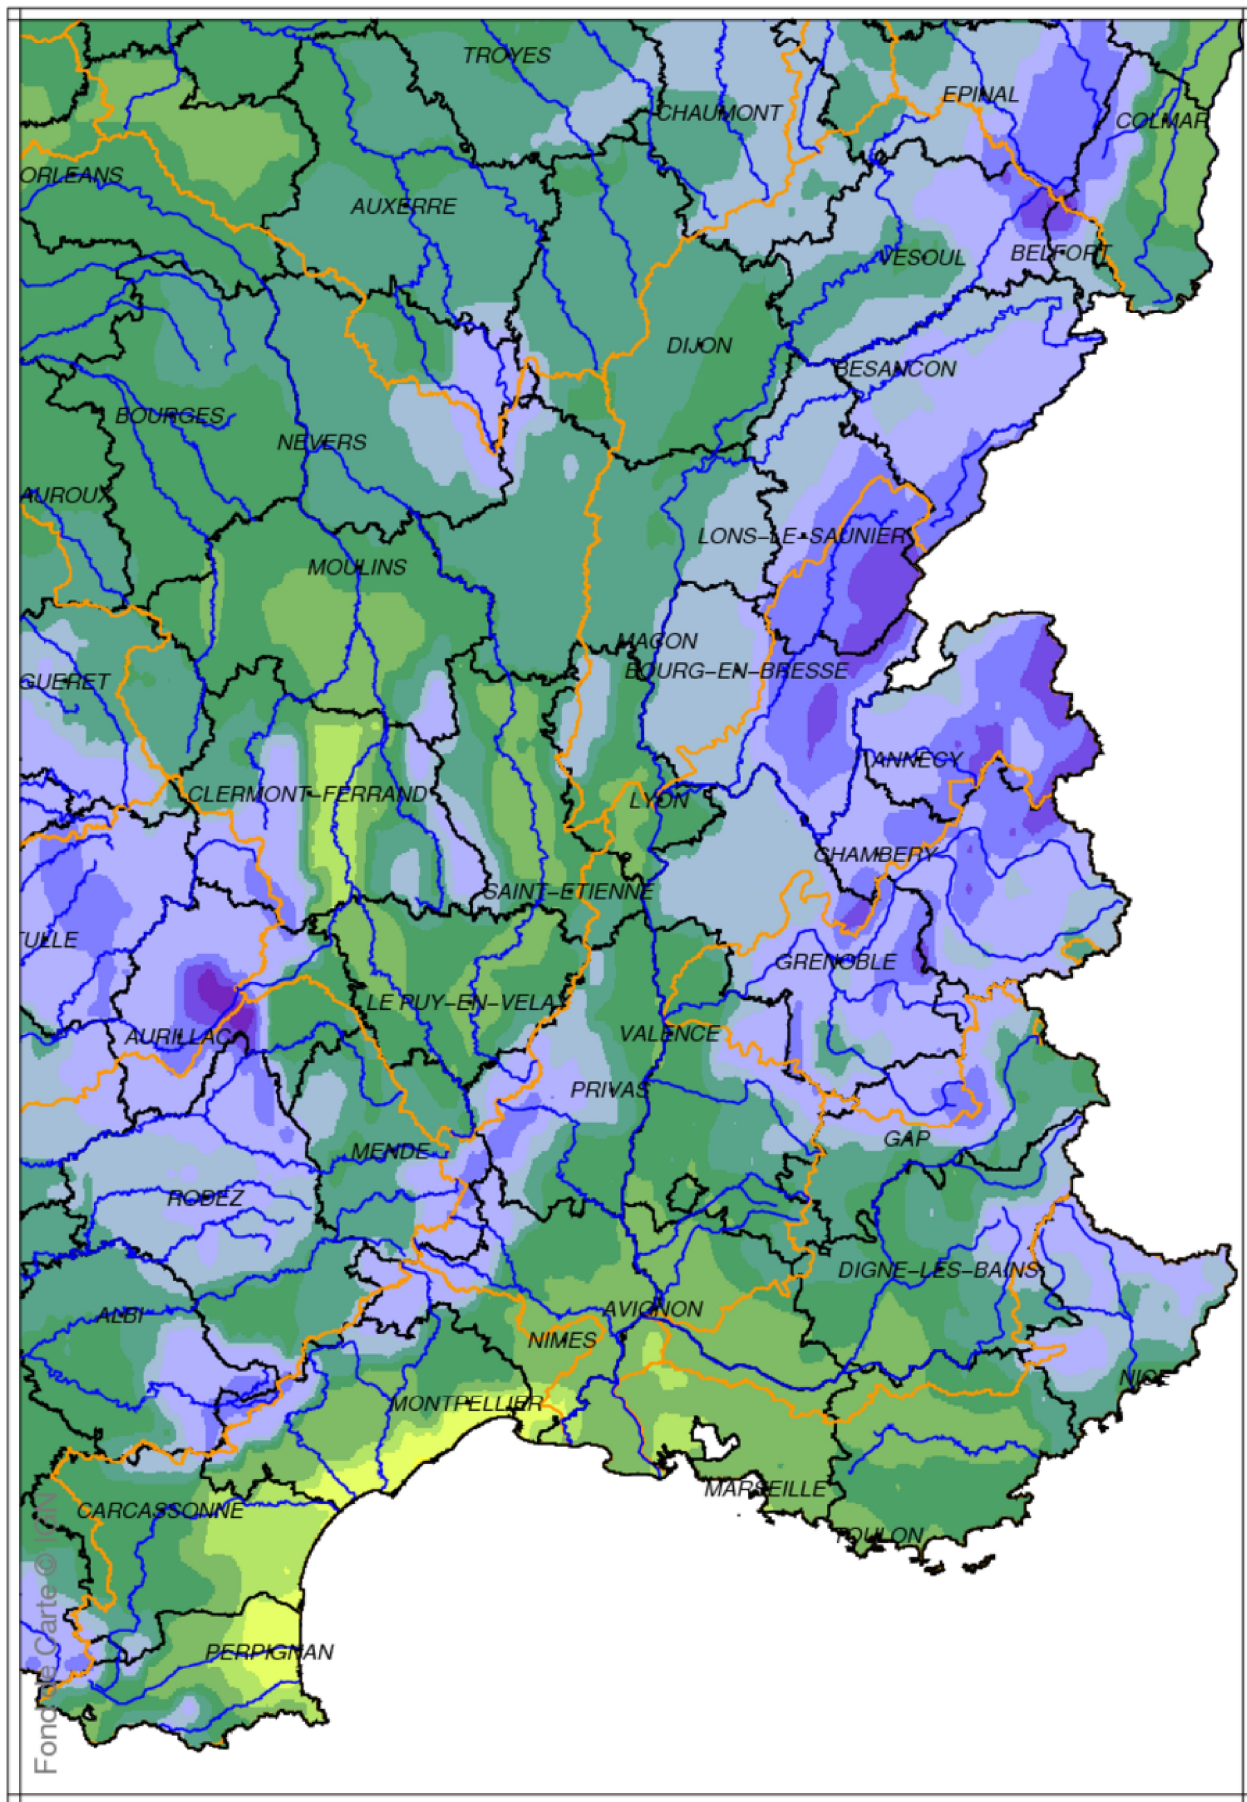 TROYES
EPINAL
CHAUMONT
COLMAR
ORLEANS
AUXERRE
VESOUL
BELFORT
DIJON
BESANCON
BOURGES
NEVERS
AUROUX
LONS-LE-SAUNIER
MOULINS
MACON
BOURG-EN-BRESSE
GUERET
ANNECY
CLERMONT-FERRAND
LYON
CHAMBERY
SAINT-ETIENNE
TULLE
GRENOBLE
LE PUY-EN-VELAY
VALENCE
AURILLAC
PRIVAS
GAP
MENDE
RODEZ
DIGNE-LES-BAINS
AVIGNON
ALBI
NIMES
NICE
MONTPELLIER
MARSEILLE
CARCASSONNE
TOULON
PERPIGNAN
Fond de Carte © IGN